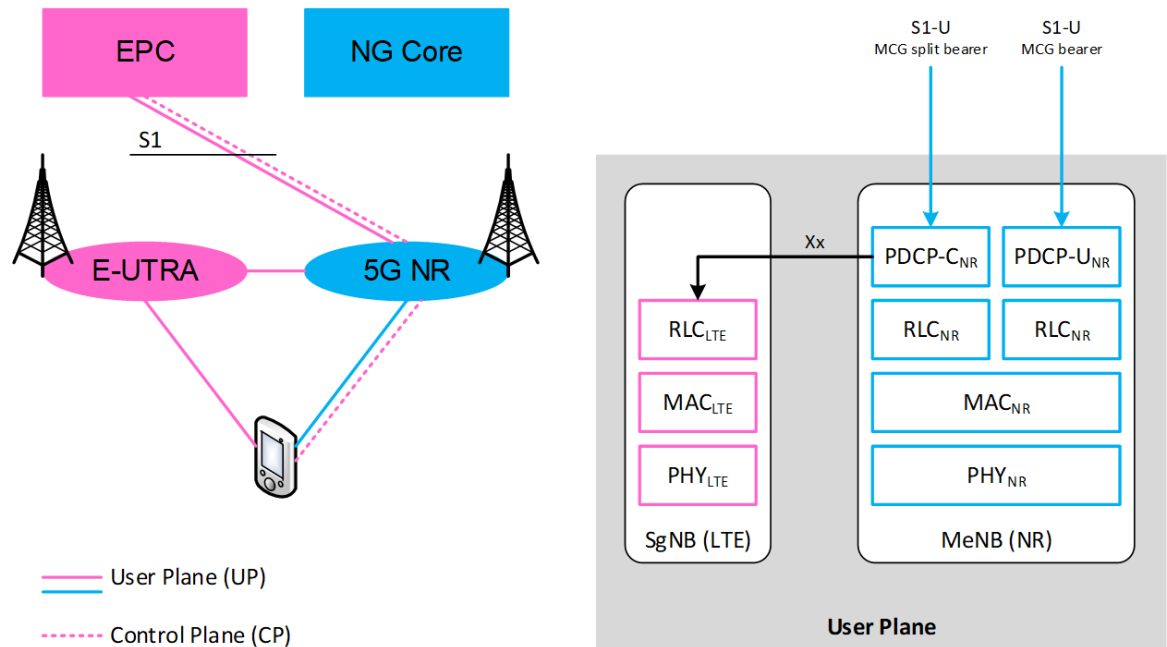 EPC
NG Core
S1
E-UTRA
5G NR
User Plane (UP)
Control Plane (CP)
S1-U
MCG split bearer
S1-U
MCG bearer
Xx
PDCP-CNR
PDCP-UNR
RLCLTE
RLCNR
RLCNR
MACLTE
MACNR
PHYLTE
PHYNR
SgNB (LTE)
MeNB (NR)
User Plane